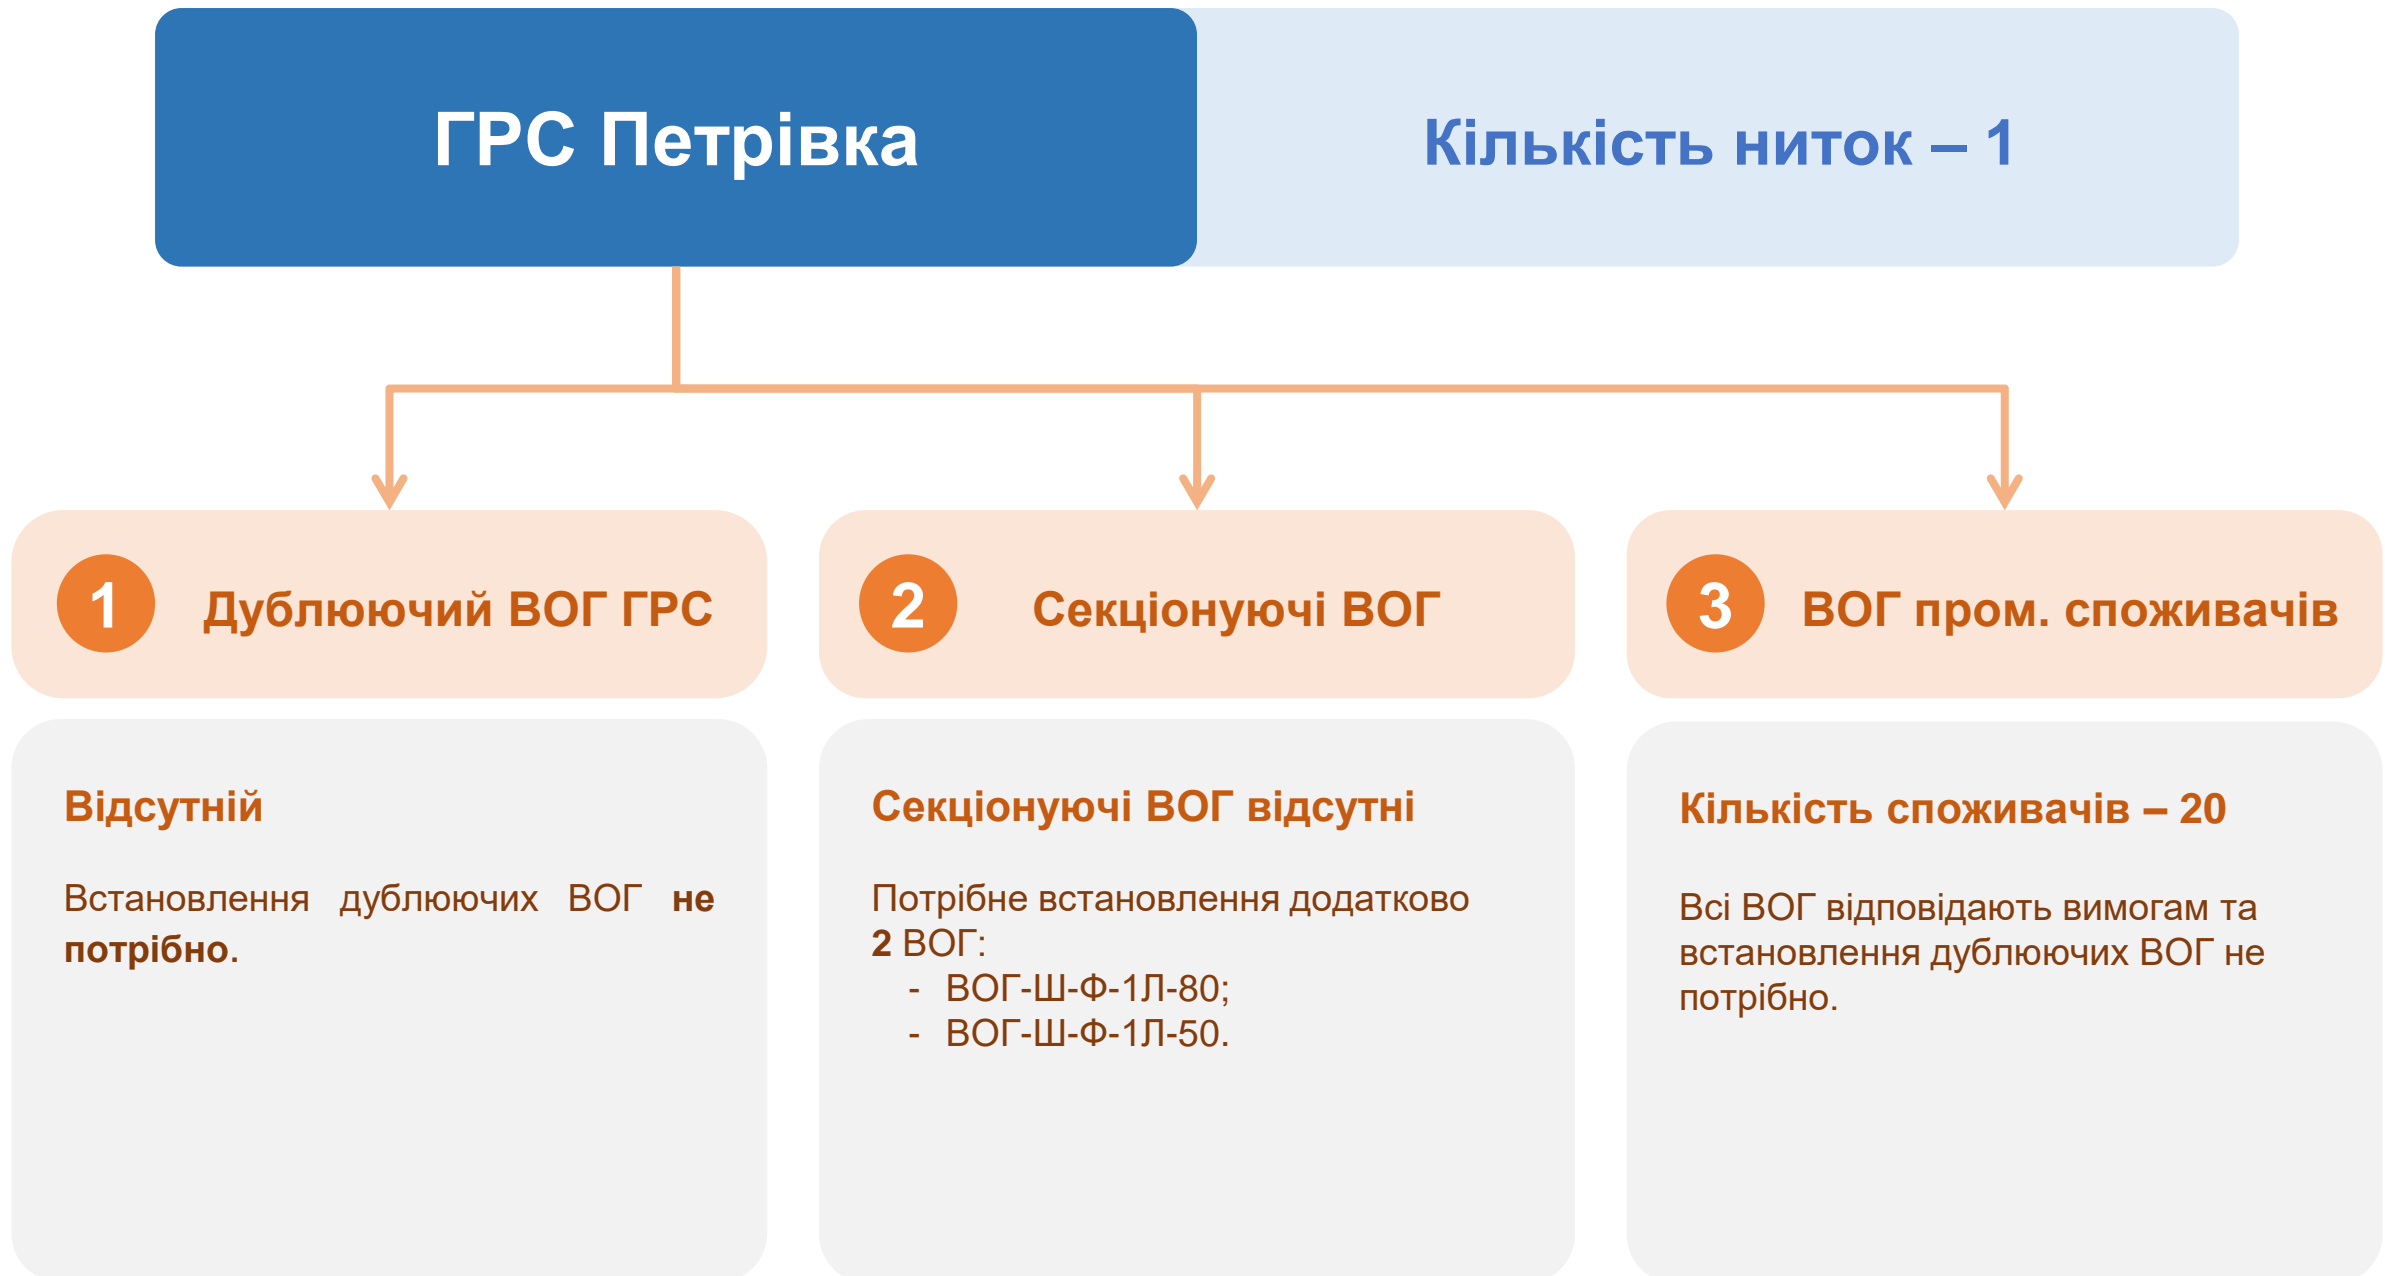 ГРС Петрівка
Кількість ниток – 1
1
Дублюючий ВОГ ГРС
2
Секціонуючі ВОГ
3
ВОГ пром. споживачів
Відсутній
Встановлення дублюючих ВОГ не
потрібно.
Секціонуючі ВОГ відсутні
Потрібне встановлення додатково
2 ВОГ:
- ВОГ-Ш-Ф-1Л-80;
- ВОГ-Ш-Ф-1Л-50.
Кількість споживачів – 20
Всі ВОГ відповідають вимогам та
встановлення дублюючих ВОГ не
потрібно.